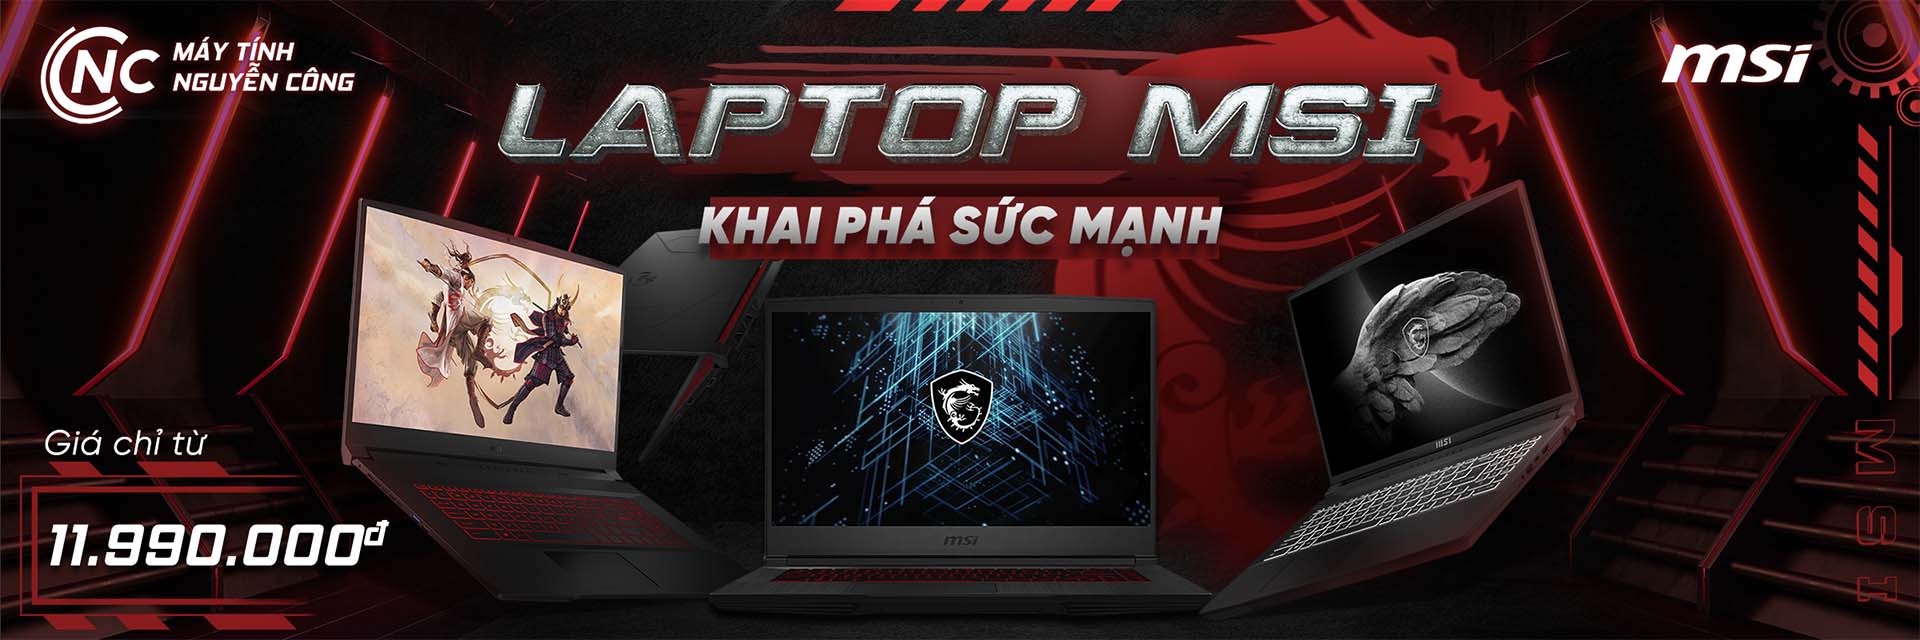 NC
MÁY TÍNH
NGUYỄN CÔNG
msi
LAPTOP MSI
KHAI PHÁ SỨC MẠNH
Giá chỉ từ
11.990.000đ
msi
msi
MSI